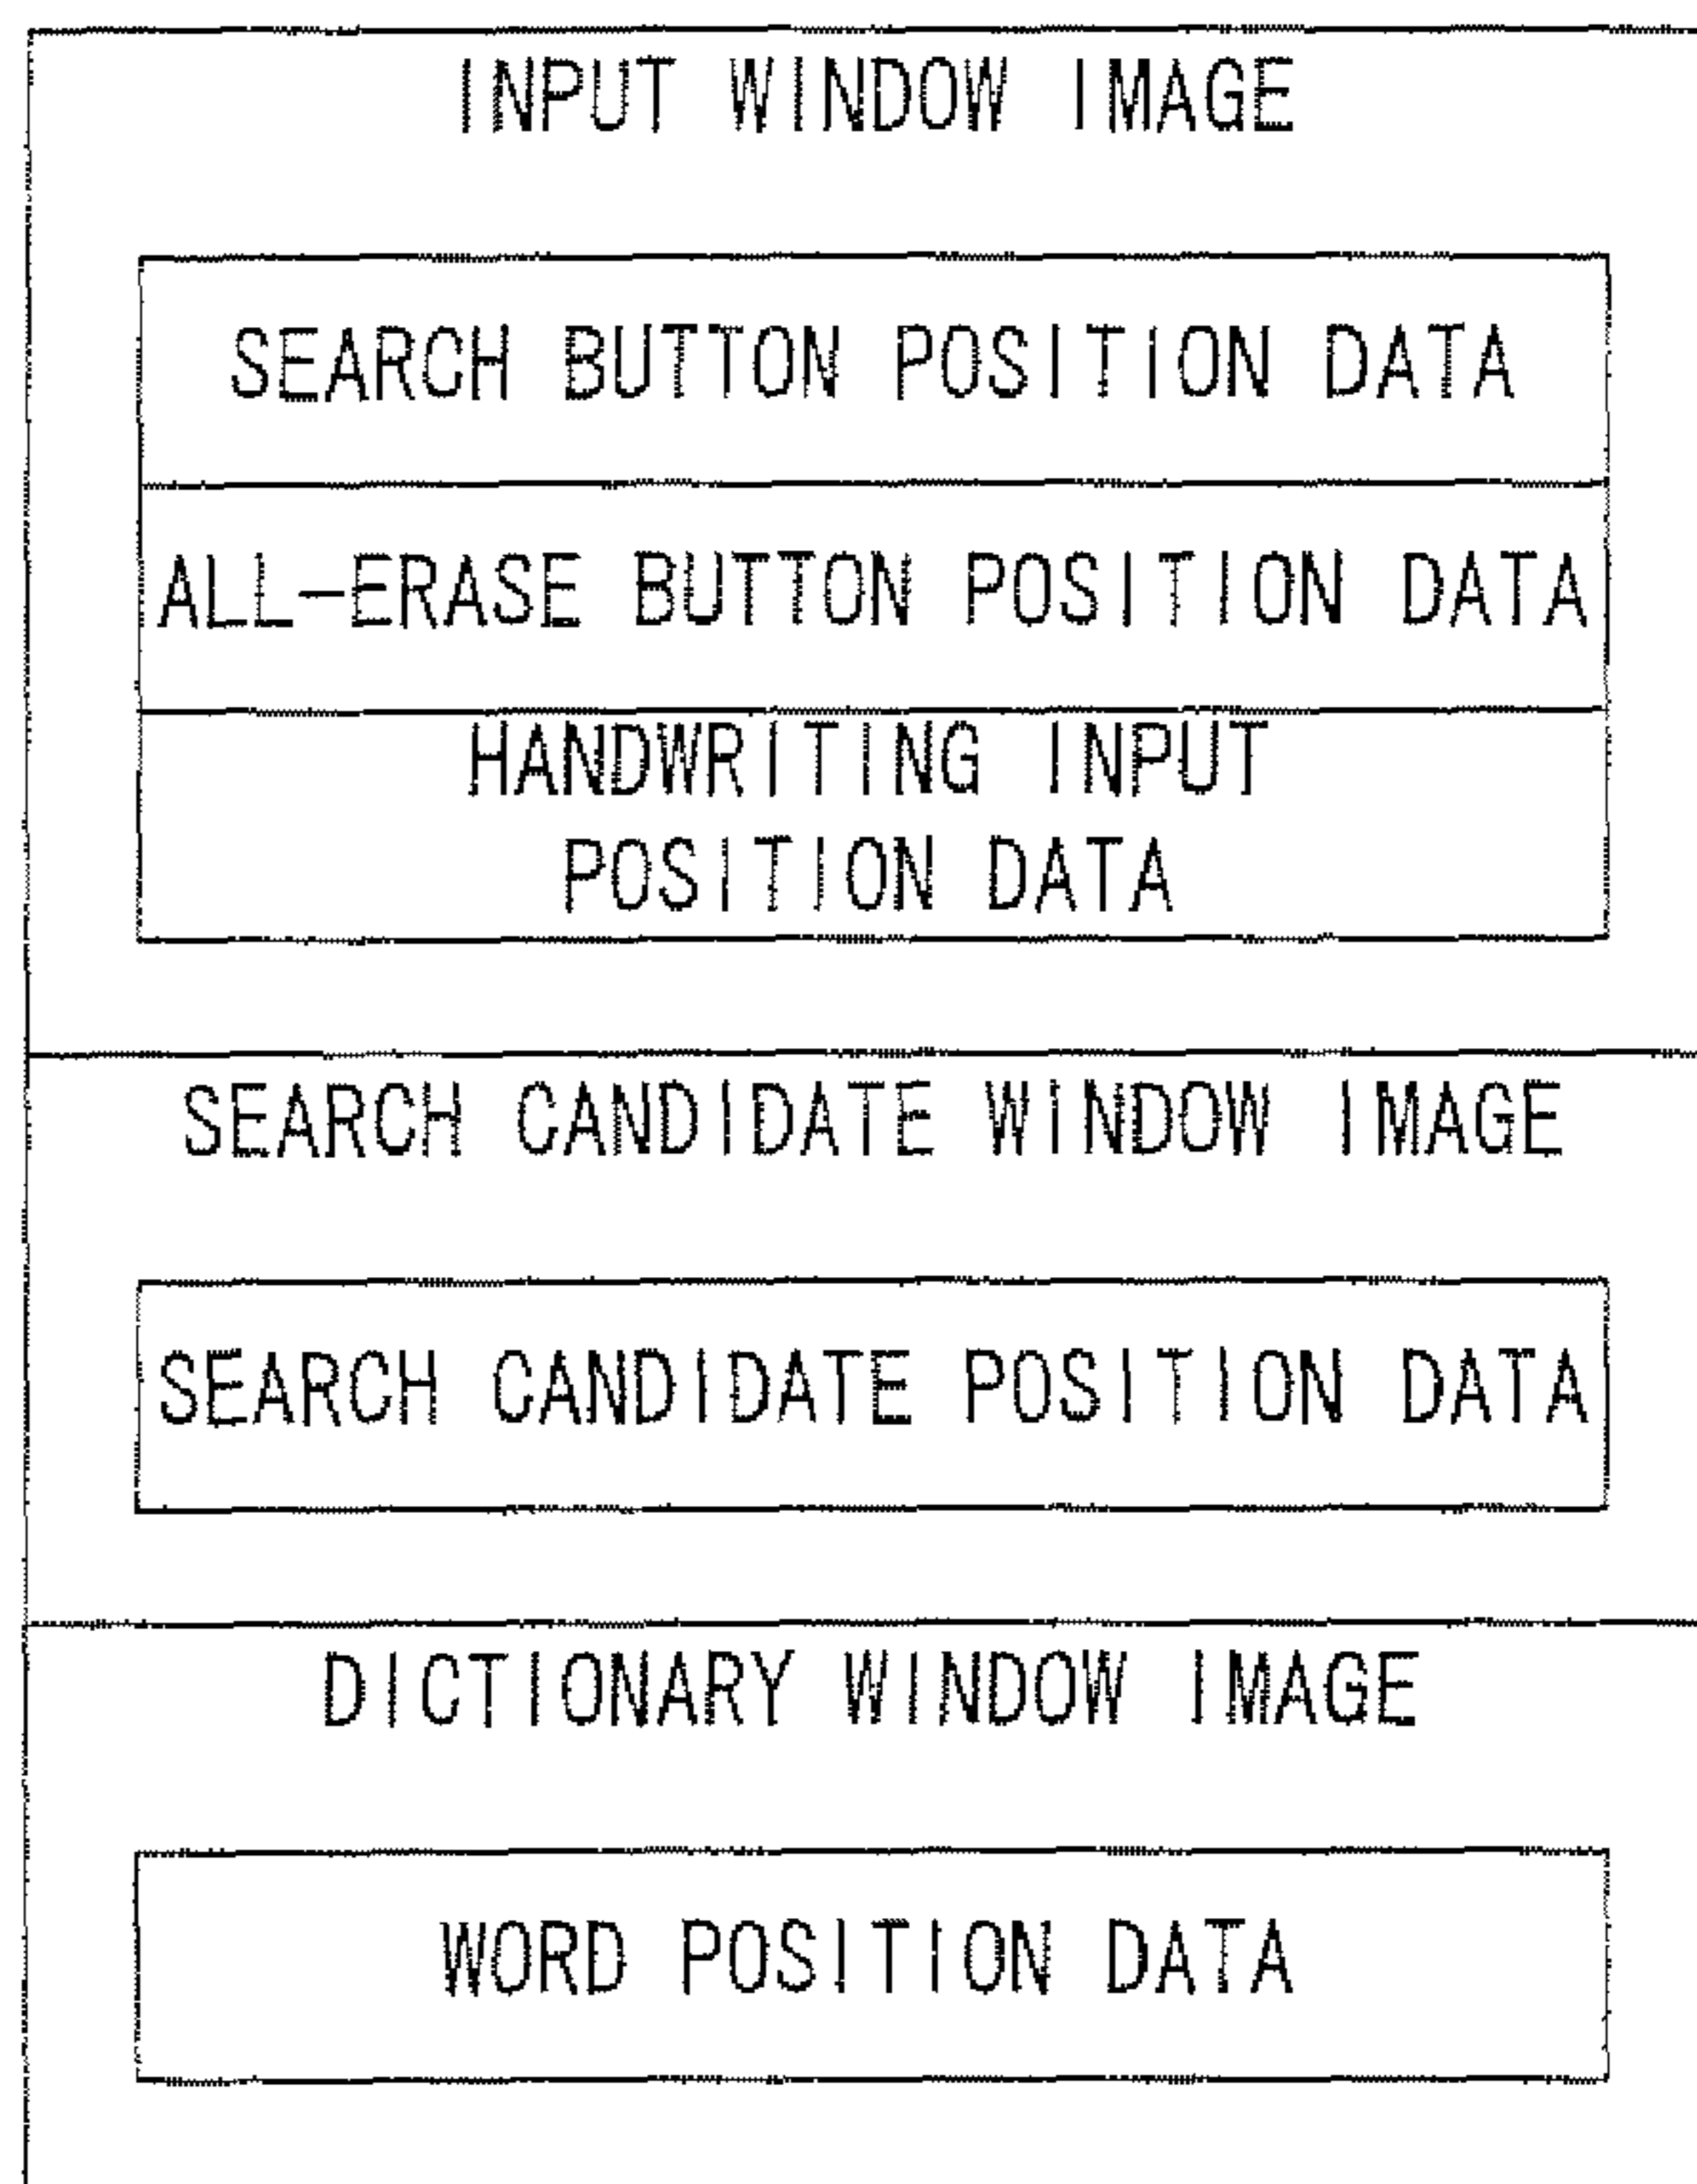 INPUT WINDOW IMAGE
SEARCH BUTTON POSITION DATA
ALL-ERASE BUTTON POSITION DATA
HANDWRITING INPUT
POSITION DATA
SEARCH CANDIDATE WINDOW IMAGE
SEARCH CANDIDATE POSITION DATA
DICTIONARY WINDOW IMAGE
WORD POSITION DATA